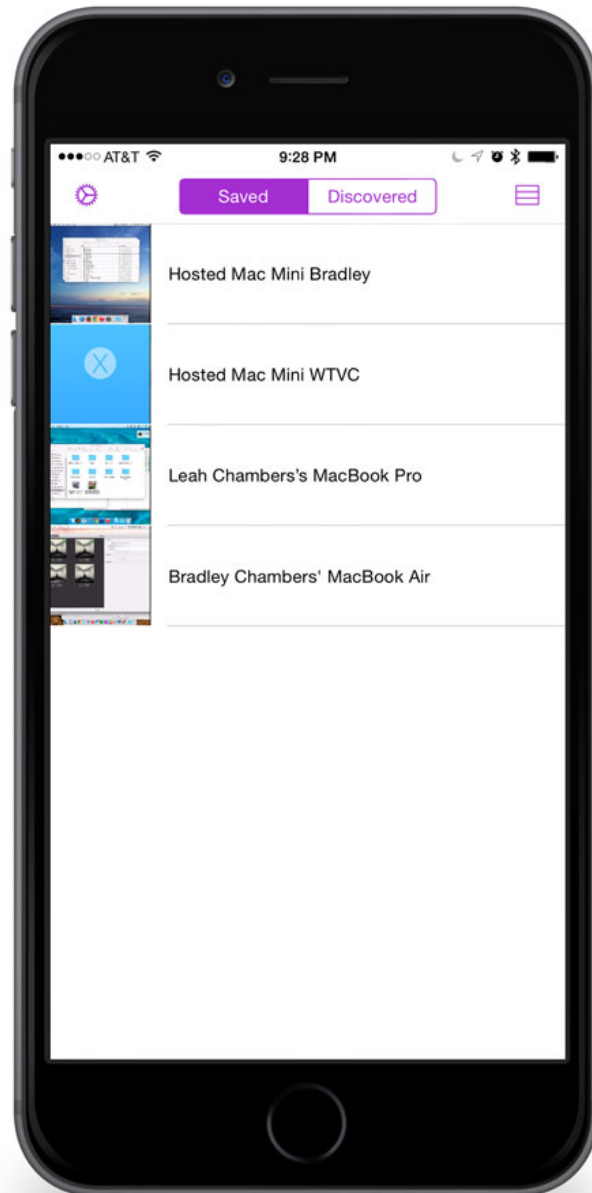 AT&T
9:28 PM
Saved
Discovered
Hosted Mac Mini Bradley
Hosted Mac Mini WTVC
Leah Chambers’s MacBook Pro
Bradley Chambers' MacBook Air